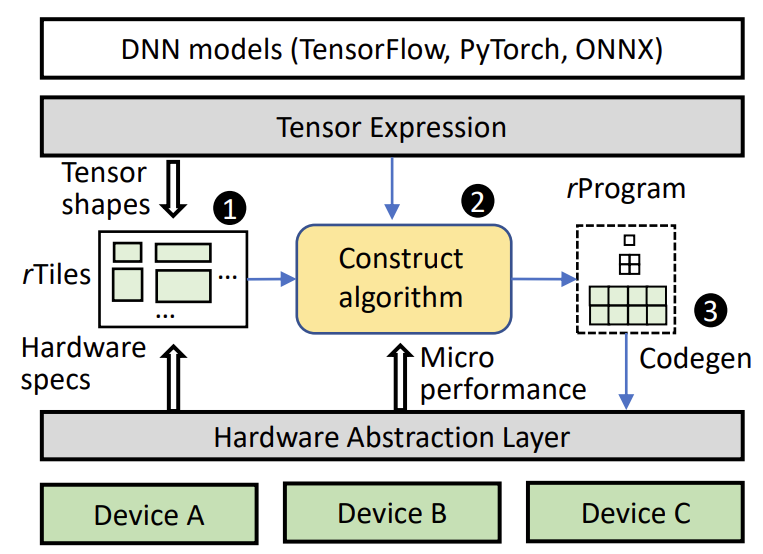 DNN models (TensorFlow, PyTorch, ONNX)
Tensor Expression
Tensor
shapes
1
2
rProgram
rTiles
...
...
Construct
algorithm
3
Hardware
specs
Micro
performance
Codegen
Hardware Abstraction Layer
Device A
Device B
Device C